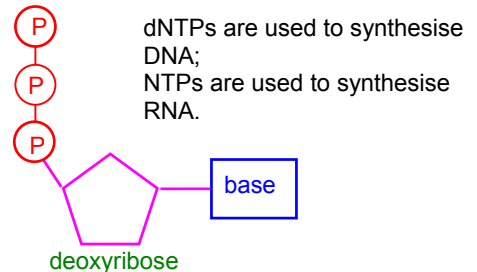 P
dNTPs are used to synthesise
DNA;
P
NTPs are used to synthesise
RNA.
P
base
deoxyribose